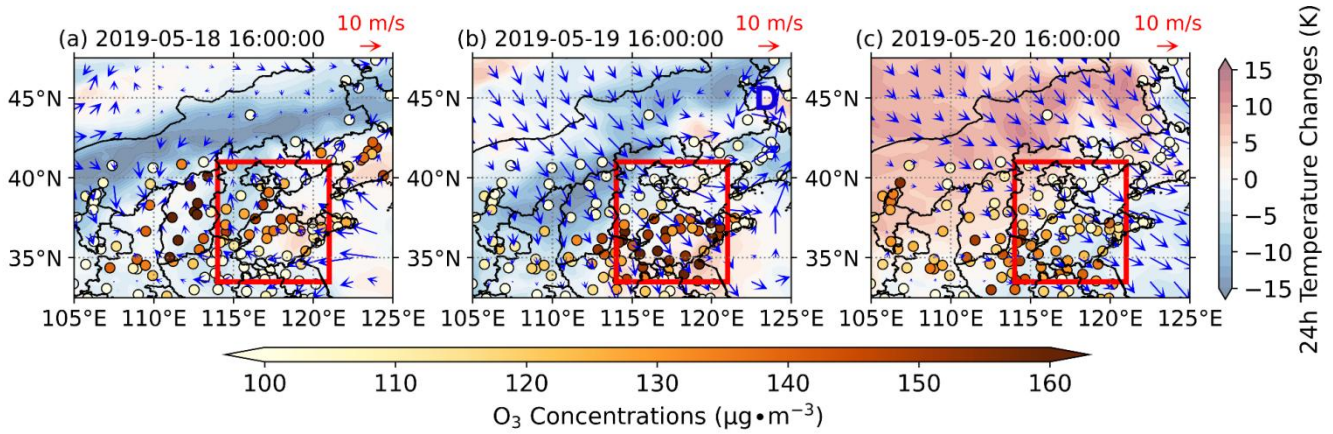 10 m/s
10 m/s
10 m/s
(a) 2019-05-18 16:00:00
(b) 2019-05-19 16:00:00
(c) 2019-05-20 16:00:00
45°N
40°N
35°N
105°E 110°E 115°E 120°E 125°E
D
45°N
40°N
35°N
105°E 110°E 115°E 120°E 125°E
45°N
40°N
35°N
105°E 110°E 115°E 120°E 125°E
15
10
5
0
−5
−10
−15
24h Temperature Changes (K)
100 110 120 130 140 150 160
O₃ Concentrations (μg•m⁻³)